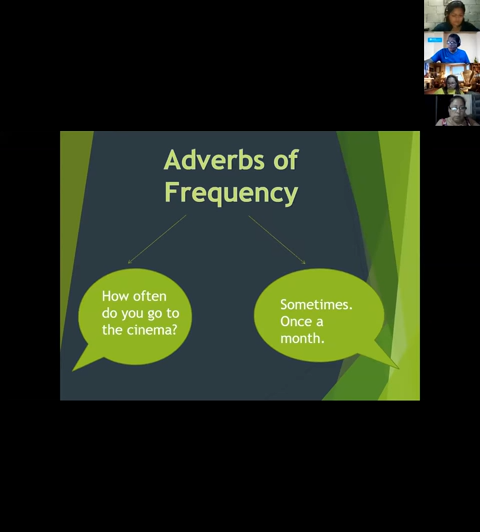 Adverbs of
Frequency
How often
do you go to
the cinema?
Sometimes.
Once a
month.